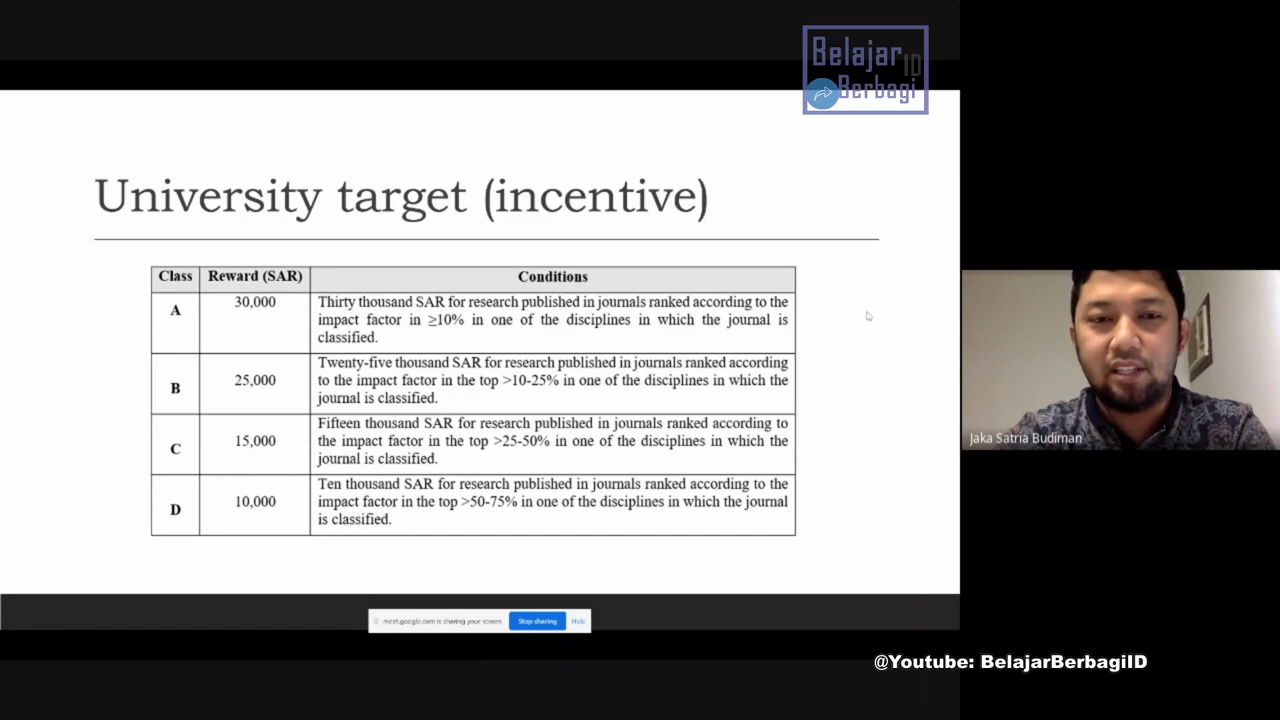 Belajar
ID
Berbagi
University target (incentive)
Class Reward (SAR) Conditions
A 30,000 Thirty thousand SAR for research published in journals ranked according to the
impact factor in ≥10% in one of the disciplines in which the journal is
classified.
B 25,000 Twenty-five thousand SAR for research published in journals ranked according
to the impact factor in the top >10-25% in one of the disciplines in which the
journal is classified.
C 15,000 Fifteen thousand SAR for research published in journals ranked according to
the impact factor in the top >25-50% in one of the disciplines in which the
journal is classified.
D 10,000 Ten thousand SAR for research published in journals ranked according to the
impact factor in the top >50-75% in one of the disciplines in which the journal
is classified.
Jaka Satria Budiman
meet.google.com is sharing your screen. Stop sharing Hide
@Youtube: BelajarBerbagiID